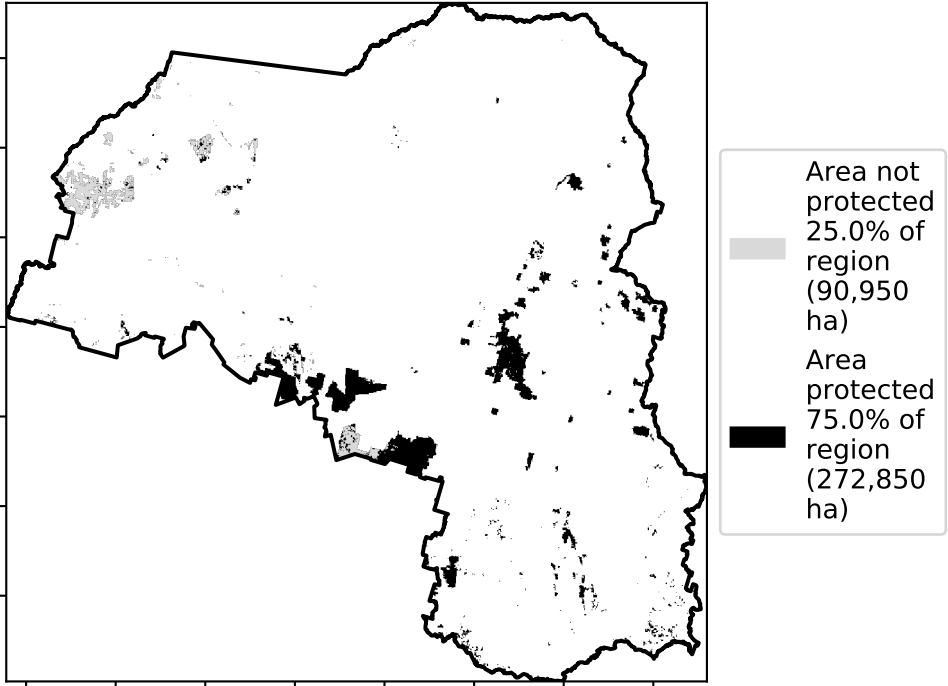 Area not
protected
25.0% of
region
(90,950
ha)
Area
protected
75.0% of
region
(272,850
ha)